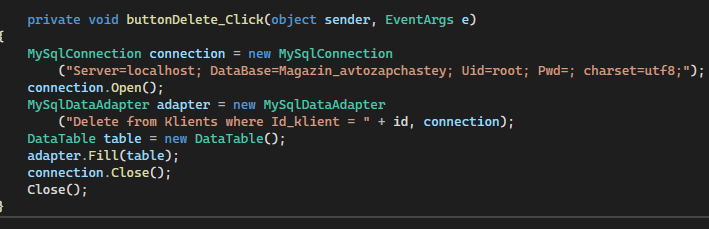 private void buttonDelete_Click(object sender, EventArgs e)
{
MySqlConnection connection = new MySqlConnection
("Server=localhost; DataBase=Magazin_avtozapchastey; Uid=root; Pwd=; charset=utf8;");
connection.Open();
MySqlDataAdapter adapter = new MySqlDataAdapter
("Delete from Klients where Id_klient = " + id, connection);
DataTable table = new DataTable();
adapter.Fill(table);
connection.Close();
Close();
}